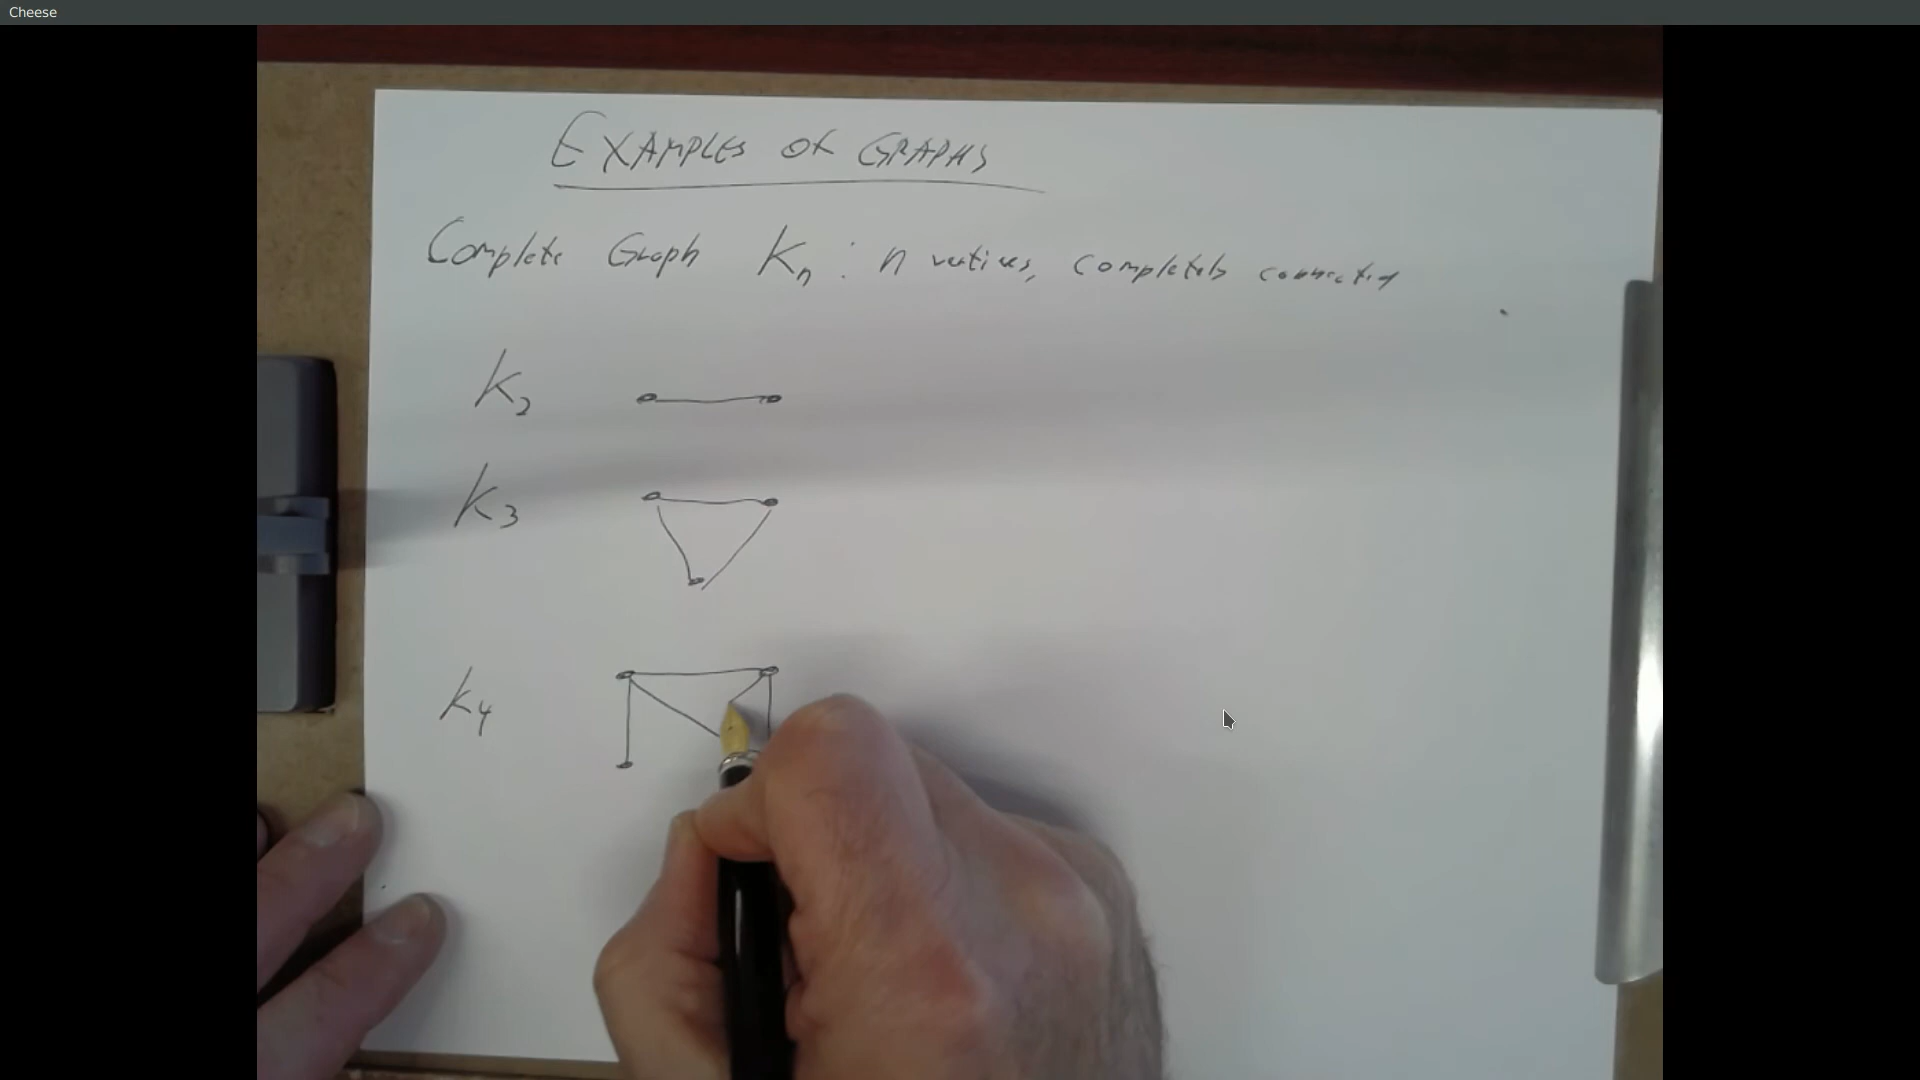 Cheese
EXAMPLES OF GRAPHS
Complete Graph Kn : n vertices, completely connected
K2
K3
K4